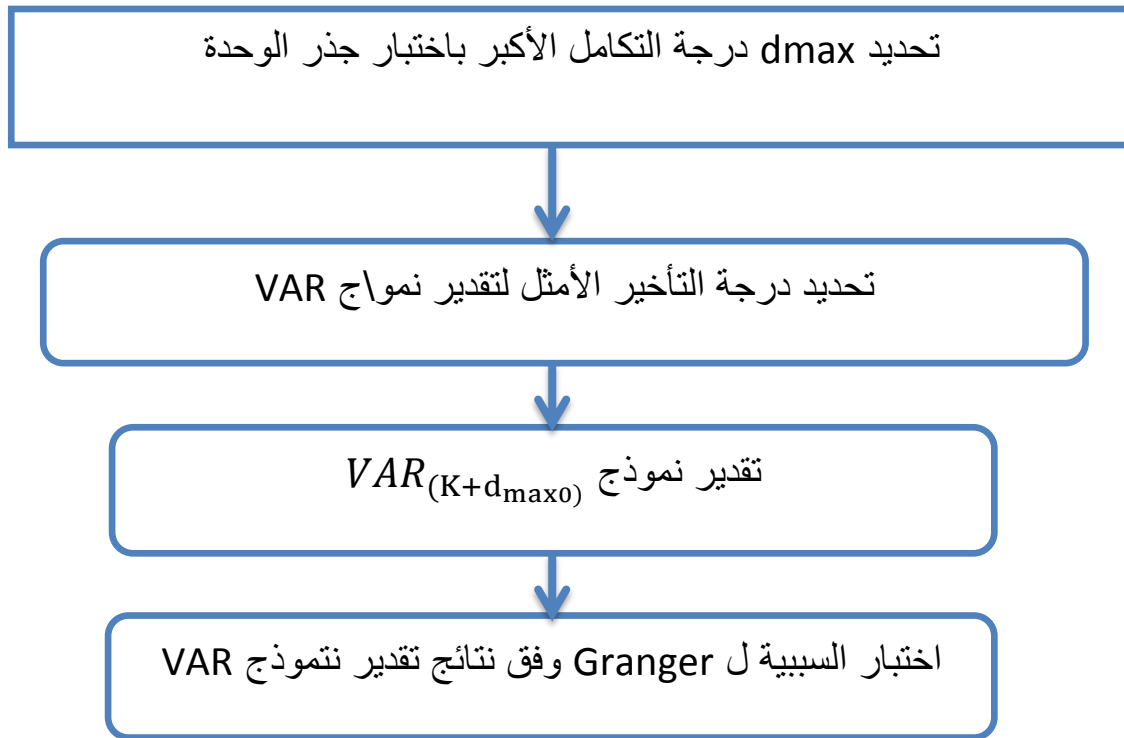 تحديد dmax درجة التكامل الأكبر باختبار جذر الوحدة
تحديد درجة التأخير الأمثل لتقدير نمو\اج VAR
تقدير نموذج VAR(K+dmax0)
اختبار السببية ل Granger وفق نتائج تقدير نتموذج VAR